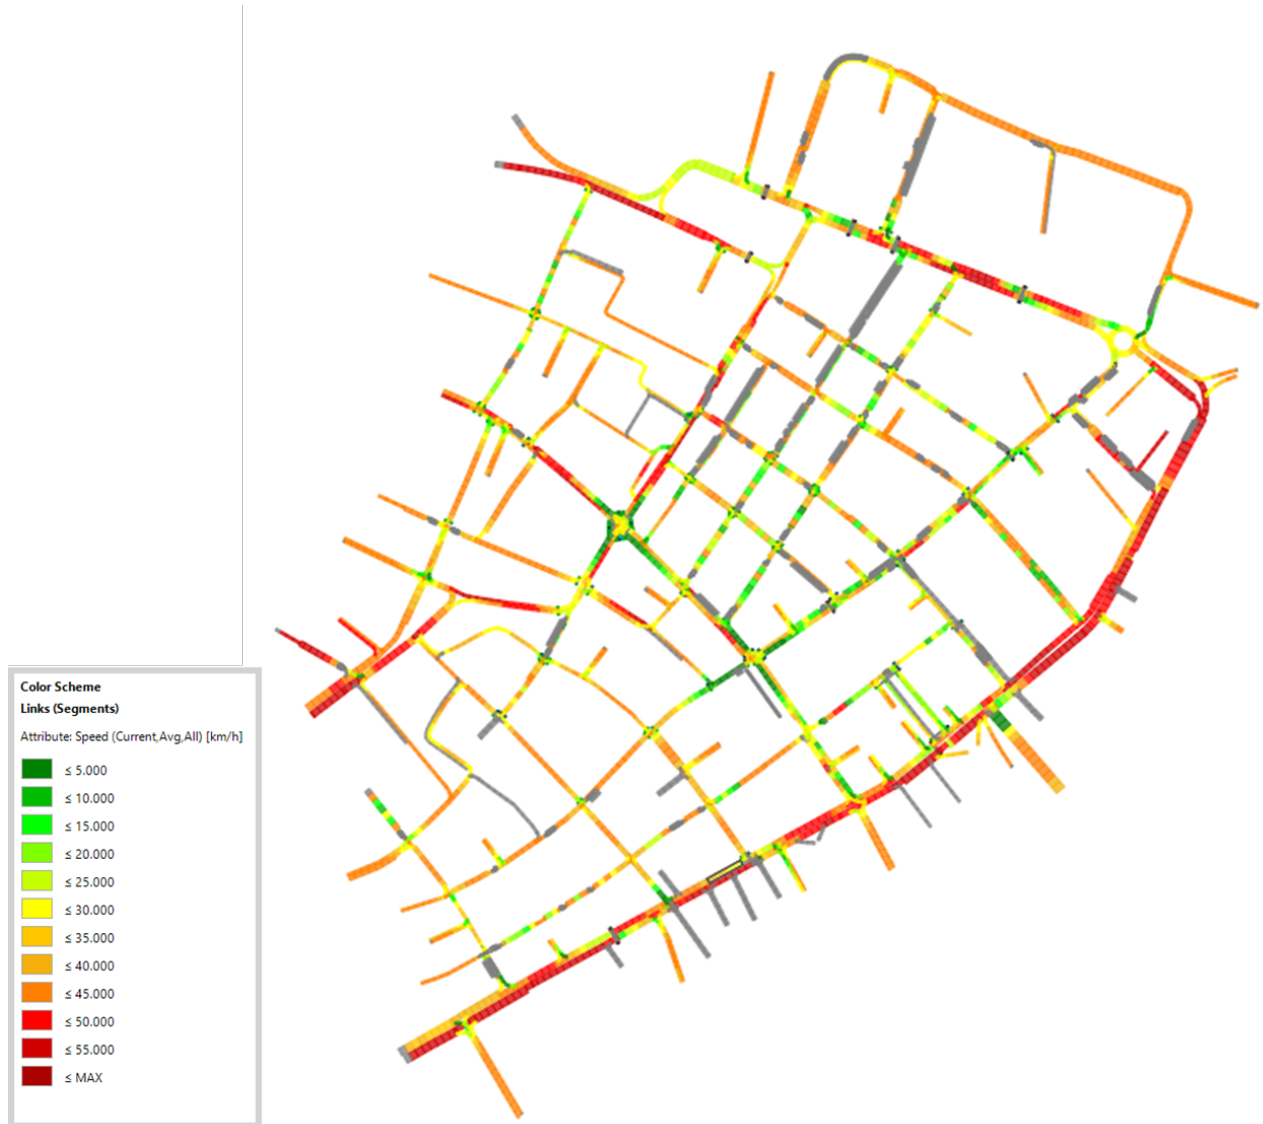 Color Scheme
Links (Segments)
Attribute: Speed (Current,Avg,All) [km/h]
≤ 5.000
≤ 10.000
≤ 15.000
≤ 20.000
≤ 25.000
≤ 30.000
≤ 35.000
≤ 40.000
≤ 45.000
≤ 50.000
≤ 55.000
≤ MAX